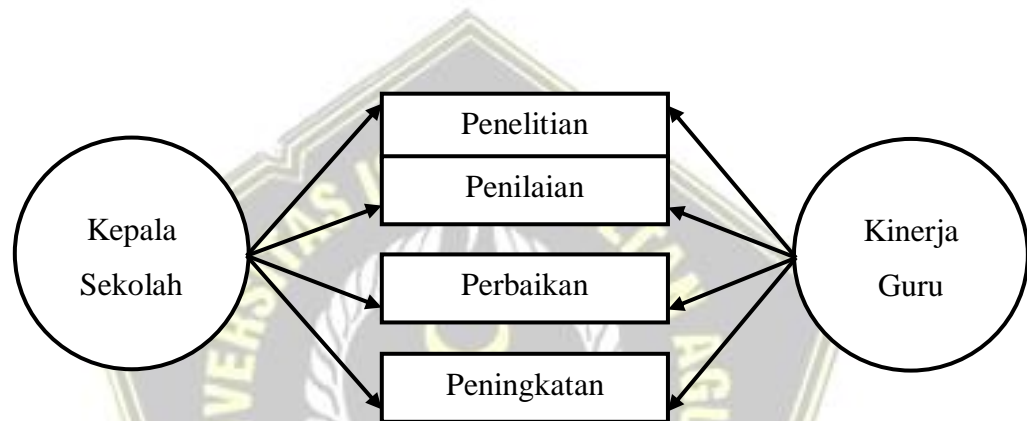 Penelitian
Penilaian
Kepala
Sekolah
Perbaikan
Peningkatan
Kinerja
Guru